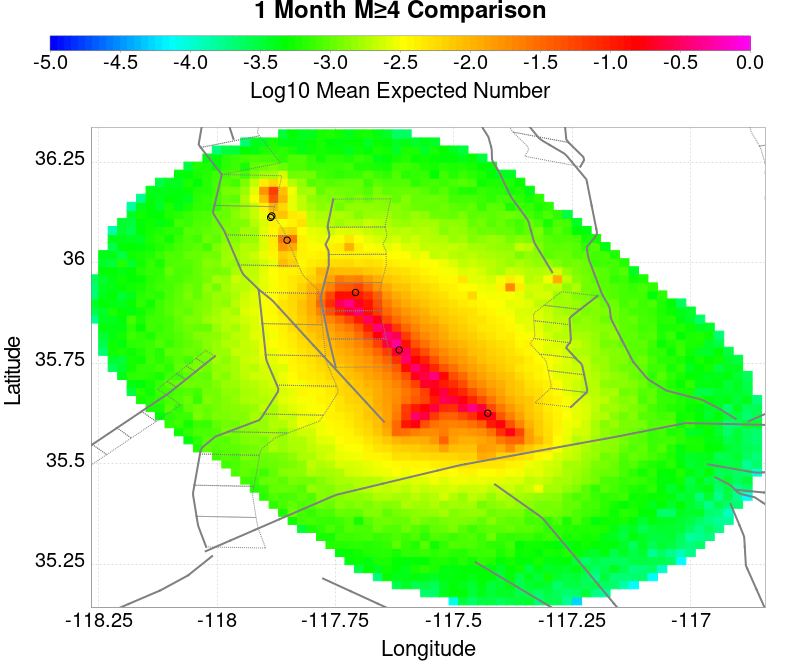 1 Month M≥4 Comparison
-5.0 -4.5 -4.0 -3.5 -3.0 -2.5 -2.0 -1.5 -1.0 -0.5 0.0
Log10 Mean Expected Number
36.25
36
35.75
35.5
35.25
Latitude
-118.25 -118 -117.75 -117.5 -117.25 -117
Longitude